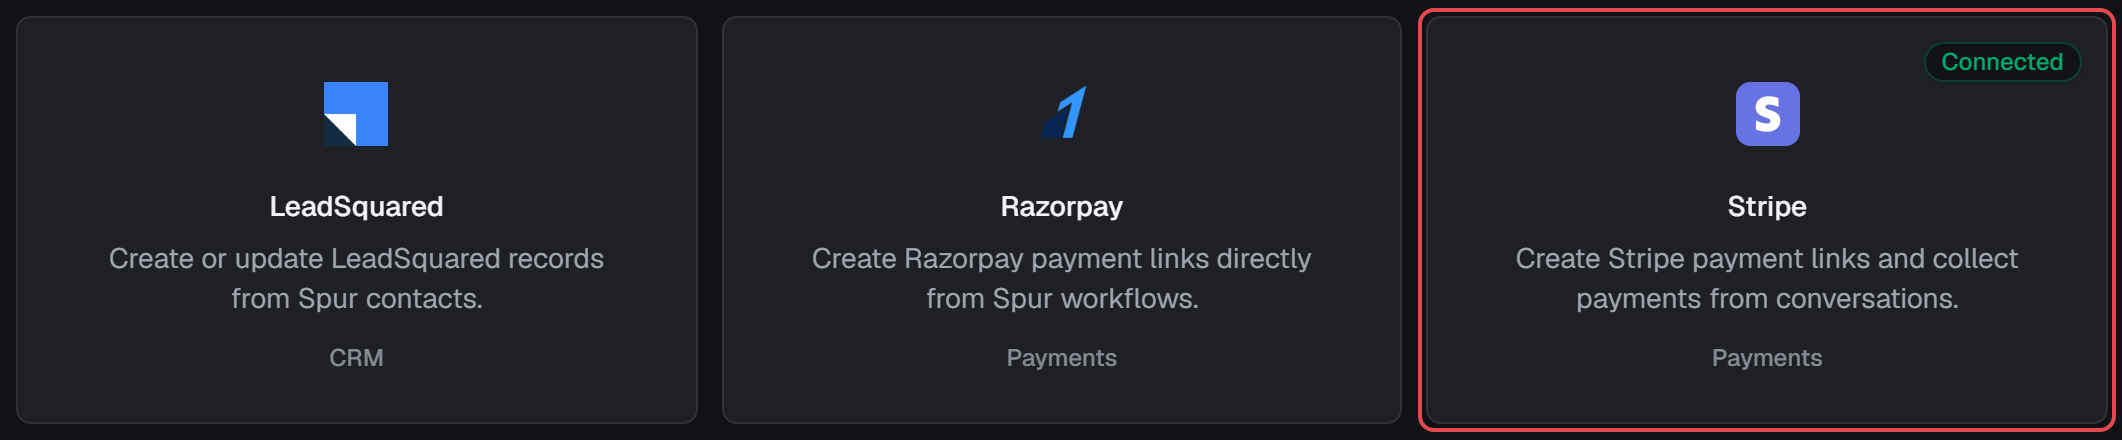 LeadSquared
Create or update LeadSquared records
from Spur contacts.
CRM
Razorpay
Create Razorpay payment links directly
from Spur workflows.
Payments
Connected
S
Stripe
Create Stripe payment links and collect
payments from conversations.
Payments